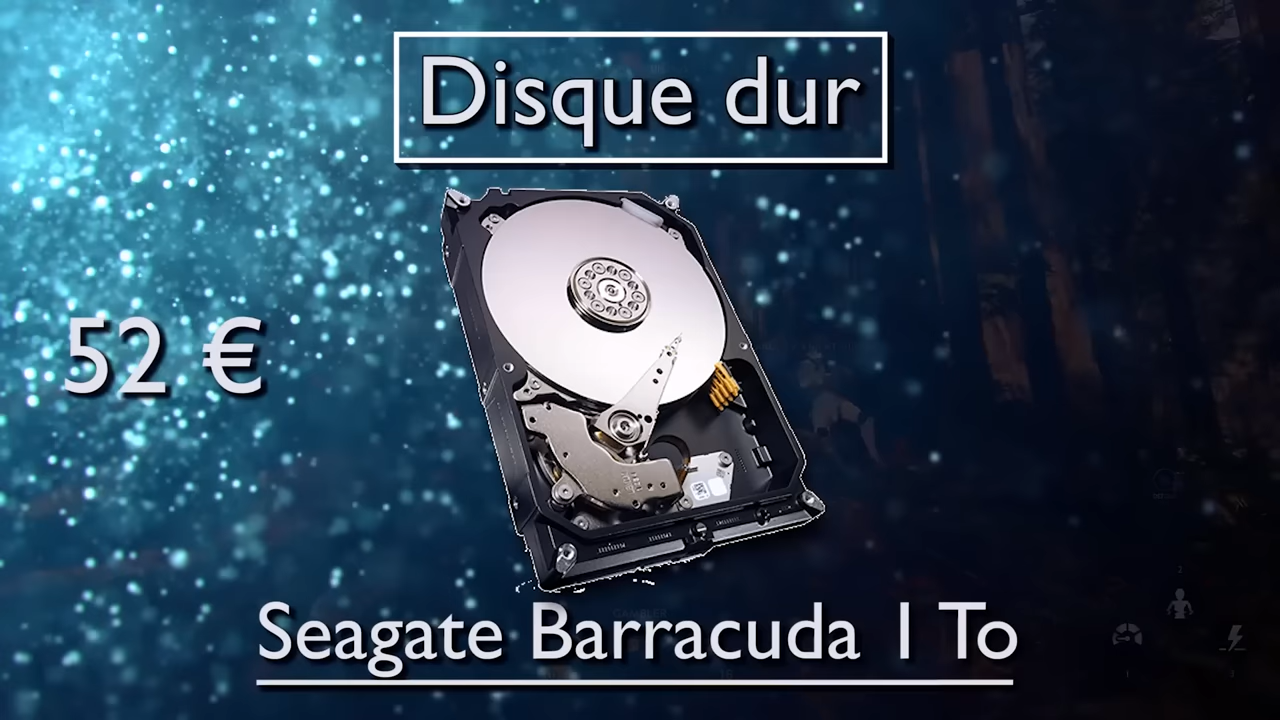 Disque dur
52 €
Seagate Barracuda 1 To